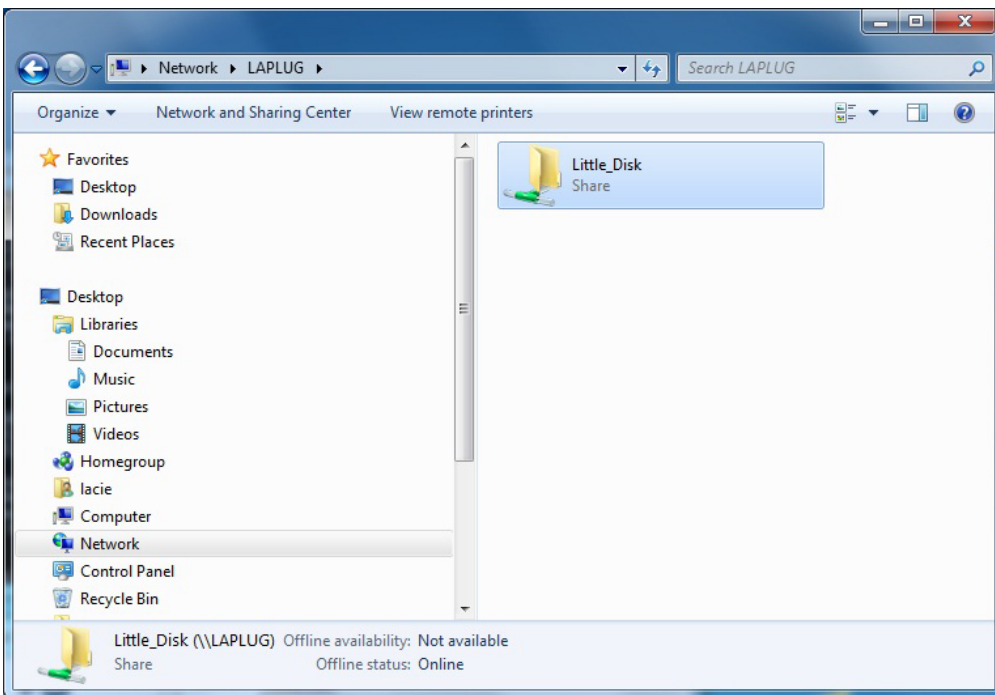 Network LAPLUG
Search LAPLUG
Organize Network and Sharing Center View remote printers
Favorites
Desktop
Downloads
Recent Places
Desktop
Libraries
Documents
Music
Pictures
Videos
Homegroup
lacie
Computer
Network
Control Panel
Recycle Bin
Little_Disk
Share
Little_Disk (\\LAPLUG) Offline availability: Not available
Share Offline status: Online